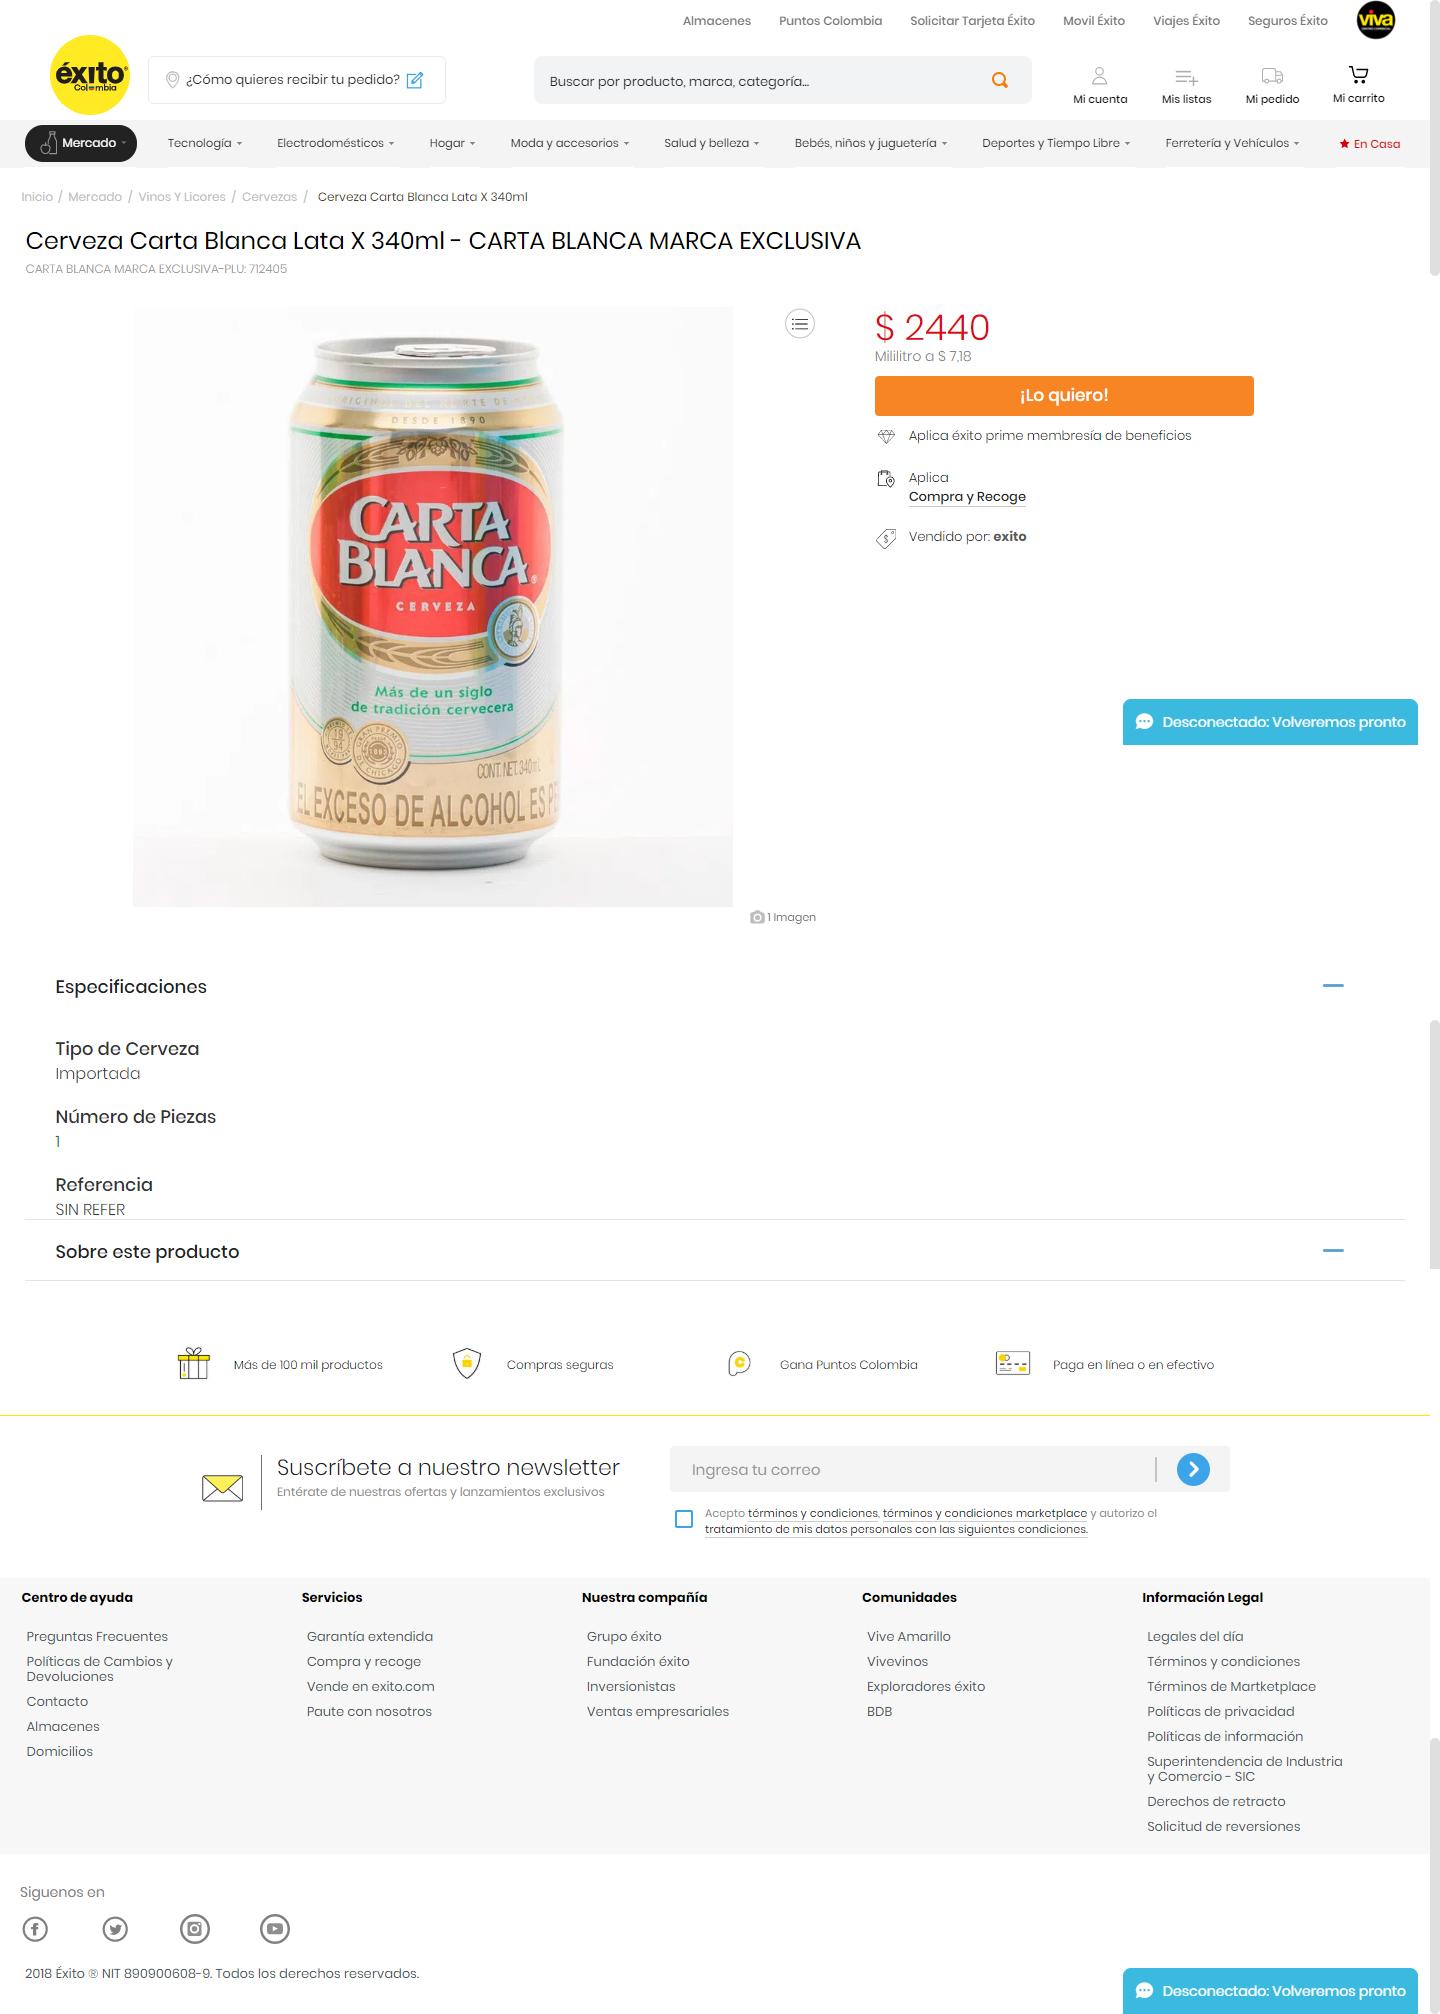 Almacenes Puntos Colombia Solicitar Tarjeta Éxito Movil Éxito Viajes Éxito Seguros Éxito viva
éxito
Colombia
¿Cómo quieres recibir tu pedido?
Buscar por producto, marca, categoría...
Mi cuenta Mis listas Mi pedido Mi carrito
Mercado Tecnología Electrodomésticos Hogar Moda y accesorios Salud y belleza Bebés, niños y juguetería Deportes y Tiempo Libre Ferretería y Vehículos En Casa
Inicio / Mercado / Vinos Y Licores / Cervezas / Cerveza Carta Blanca Lata X 340ml
Cerveza Carta Blanca Lata X 340ml - CARTA BLANCA MARCA EXCLUSIVA
CARTA BLANCA MARCA EXCLUSIVA-PLU: 712405
DESDE 1890
CARTA
BLANCA®
CERVEZA
Más de un siglo
de tradición cervecera
GRAN PREMIO
1893
DE CHICAGO
CONT. NET. 340mL
EL EXCESO DE ALCOHOL ES
1 Imagen
$ 2440
Mililitro a $ 7,18
¡Lo quiero!
Aplica éxito prime membresía de beneficios
Aplica
Compra y Recoge
Vendido por: exito
Desconectado: Volveremos pronto
Especificaciones
Tipo de Cerveza
Importada
Número de Piezas
1
Referencia
SIN REFER
Sobre este producto
Más de 100 mil productos Compras seguras Gana Puntos Colombia Paga en línea o en efectivo
Suscríbete a nuestro newsletter
Entérate de nuestras ofertas y lanzamientos exclusivos
Ingresa tu correo
Acepto términos y condiciones, términos y condiciones marketplace y autorizo el
tratamiento de mis datos personales con las siguientes condiciones.
Centro de ayuda
Preguntas Frecuentes
Políticas de Cambios y
Devoluciones
Contacto
Almacenes
Domicilios
Servicios
Garantía extendida
Compra y recoge
Vende en exito.com
Paute con nosotros
Nuestra compañía
Grupo éxito
Fundación éxito
Inversionistas
Ventas empresariales
Comunidades
Vive Amarillo
Vivevinos
Exploradores éxito
BDB
Información Legal
Legales del día
Términos y condiciones
Términos de Martketplace
Políticas de privacidad
Políticas de información
Superintendencia de Industria
y Comercio - SIC
Derechos de retracto
Solicitud de reversiones
Siguenos en
2018 Éxito ® NIT 890900608-9. Todos los derechos reservados.
Desconectado: Volveremos pronto